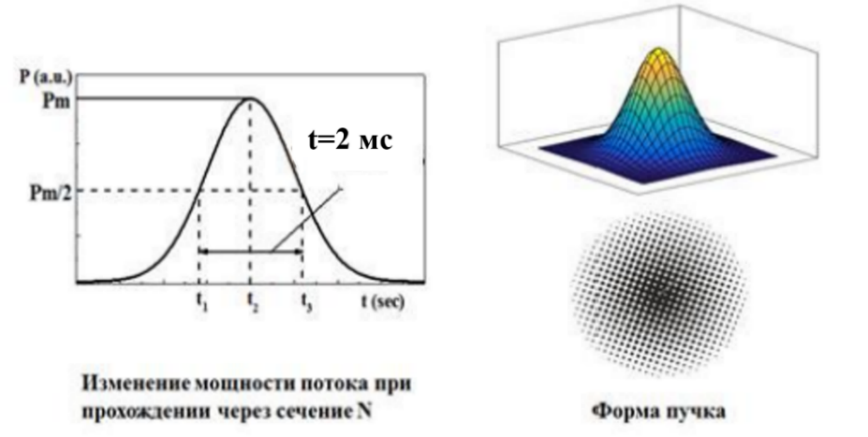 P (a.u.)
Pm
t=2 мс
Pm/2
t₁ t₂ t₃ t (sec)
Изменение мощности потока при
прохождении через сечение N
Форма пучка